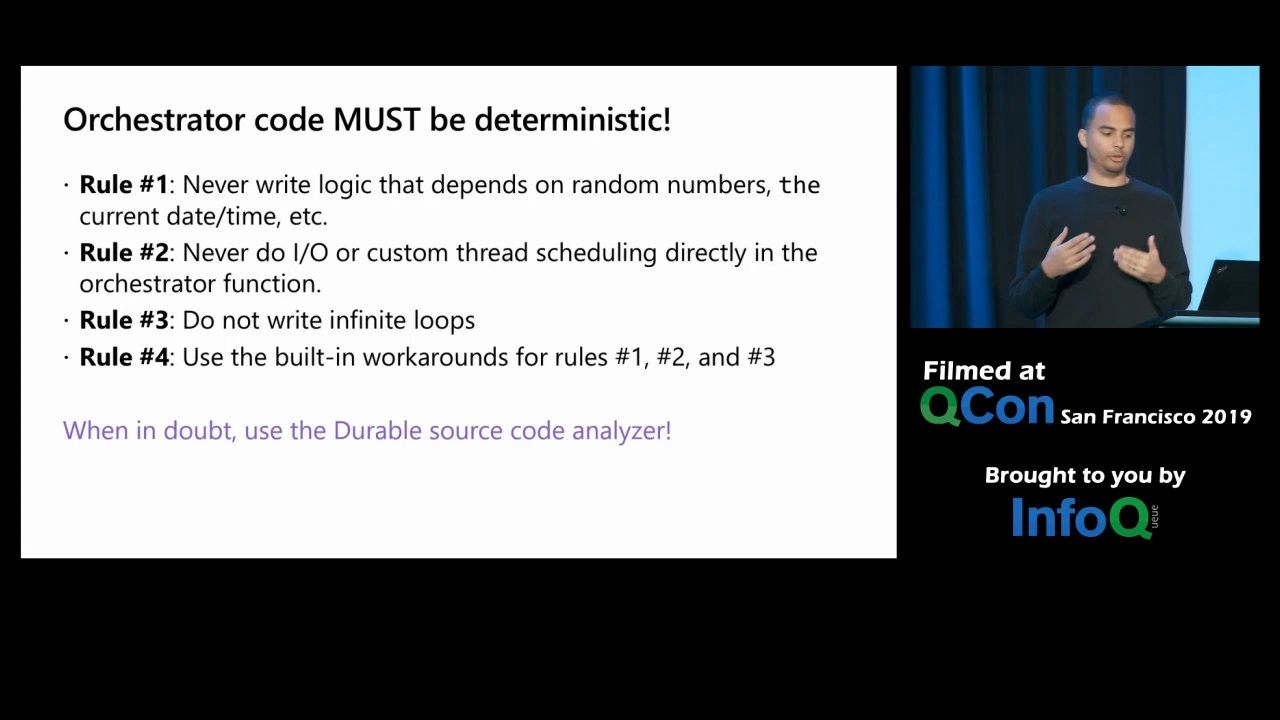 Orchestrator code MUST be deterministic!
· Rule #1: Never write logic that depends on random numbers, the
current date/time, etc.
· Rule #2: Never do I/O or custom thread scheduling directly in the
orchestrator function.
· Rule #3: Do not write infinite loops
· Rule #4: Use the built-in workarounds for rules #1, #2, and #3
When in doubt, use the Durable source code analyzer!
Filmed at
QCon San Francisco 2019
Brought to you by
InfoQueue